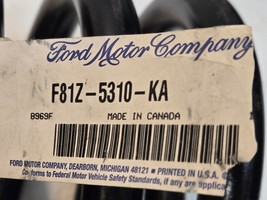 Ford Motor Company
F81Z-5310-KA
B969F MADE IN CANADA
FORD MOTOR COMPANY, DEARBORN, MICHIGAN 48121 ■ PRINTED IN U.S.A.
to Federal Motor Vehicle Safety Standards, if any are applic